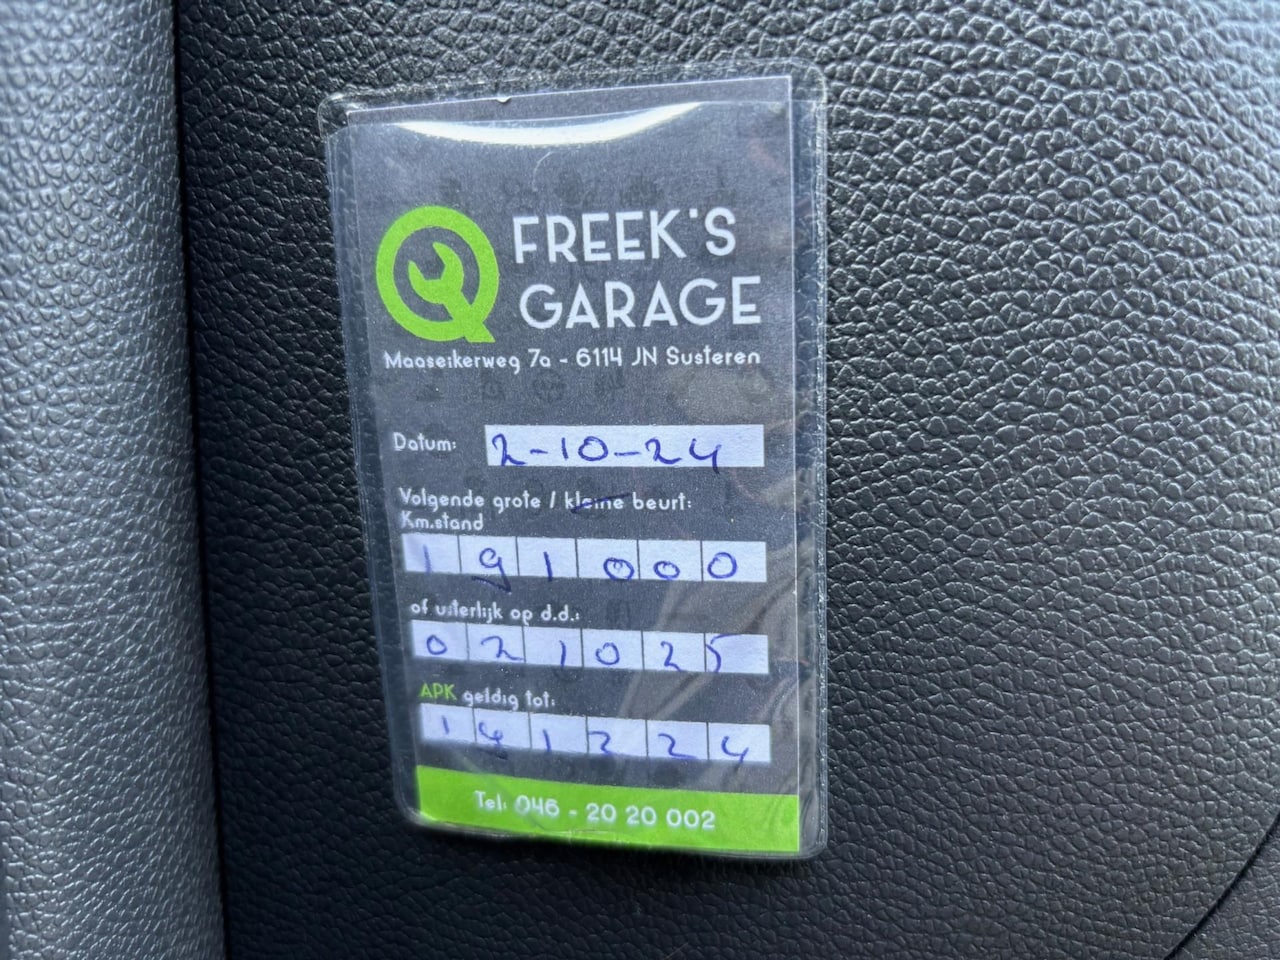 FREEK'S
GARAGE
Maaseikerweg 7a - 6114 JN Susteren
Datum: 2-10-24
Volgende grote / kleine beurt:
Km.stand
191000
of uiterlijk op d.d.:
021025
APK geldig tot:
141224
Tel: 046 - 20 20 002